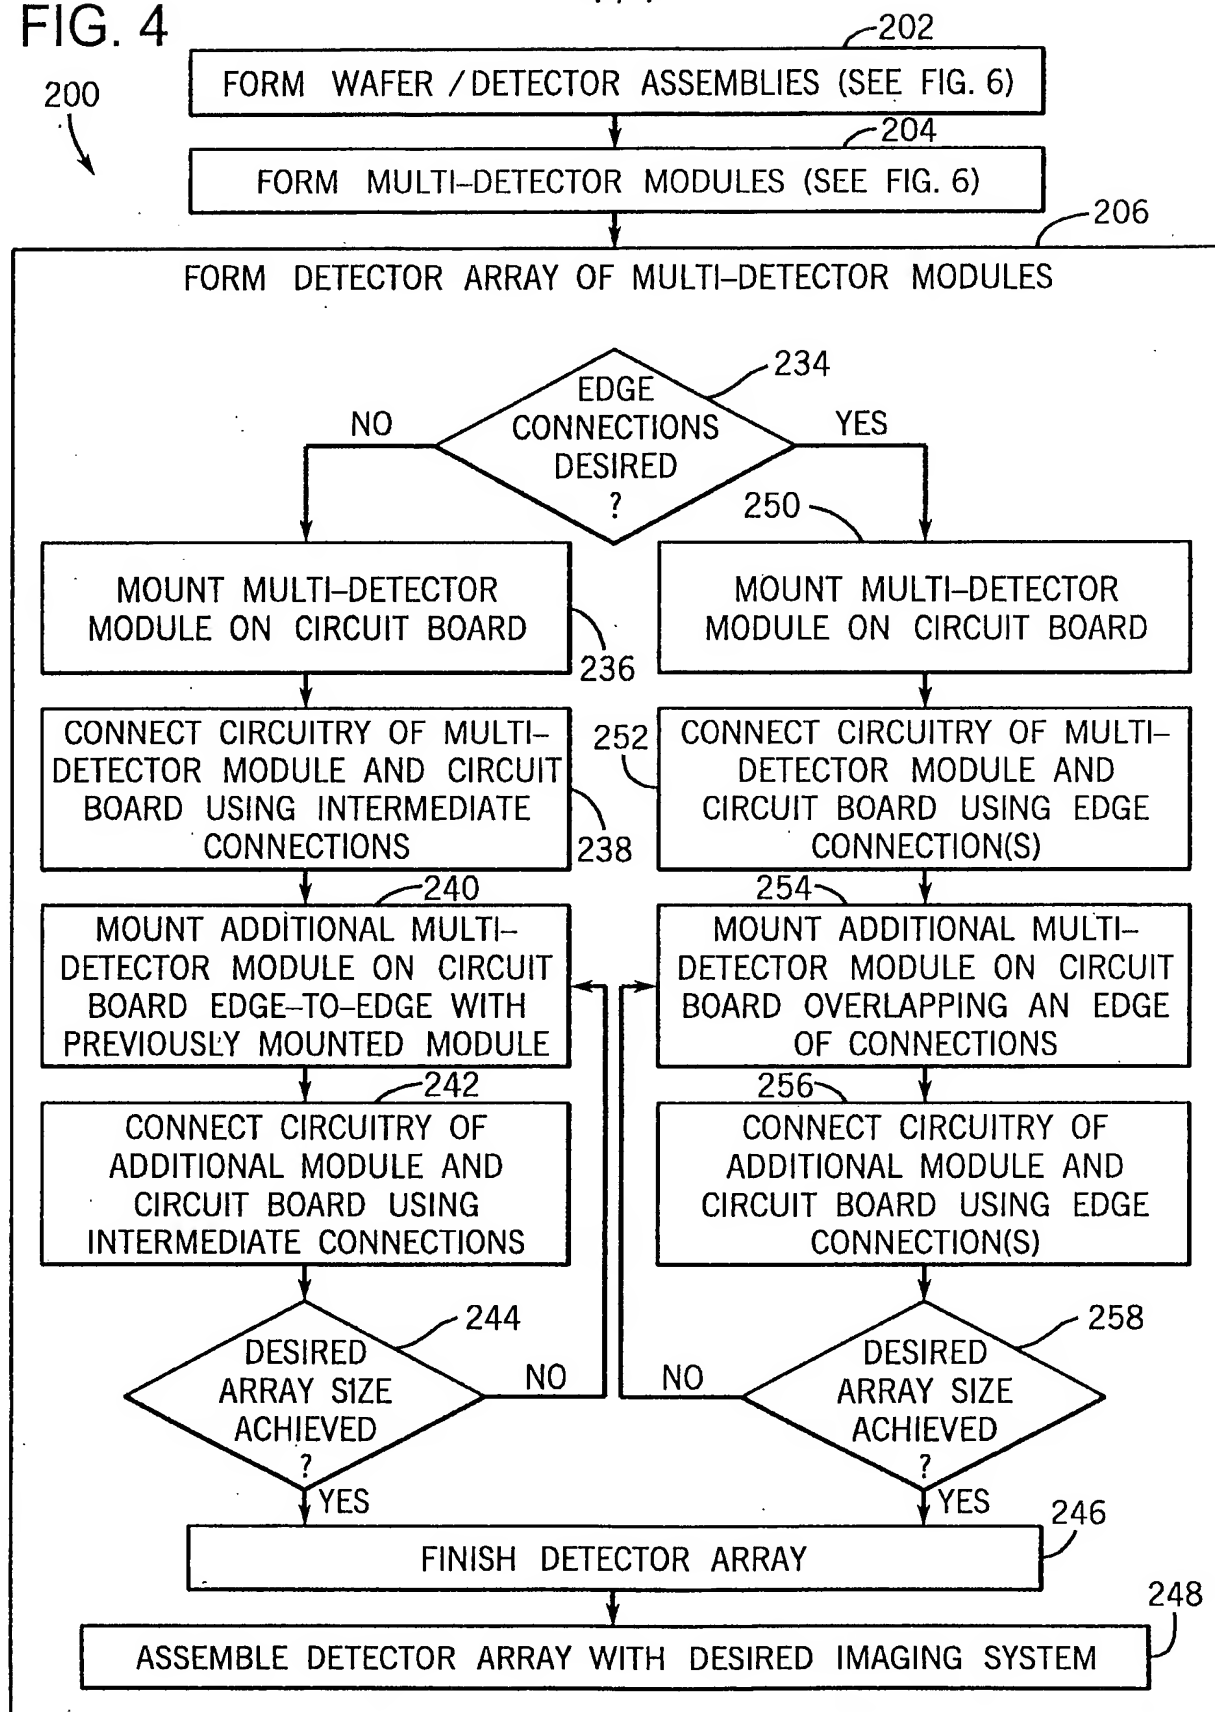 FIG. 4
200
202
FORM WAFER / DETECTOR ASSEMBLIES (SEE FIG. 6)
204
FORM MULTI-DETECTOR MODULES (SEE FIG. 6)
206
FORM DETECTOR ARRAY OF MULTI-DETECTOR MODULES
234
EDGE
CONNECTIONS
DESIRED
?
NO
YES
250
MOUNT MULTI-DETECTOR
MODULE ON CIRCUIT BOARD
236
MOUNT MULTI-DETECTOR
MODULE ON CIRCUIT BOARD
CONNECT CIRCUITRY OF MULTI-
DETECTOR MODULE AND CIRCUIT
BOARD USING INTERMEDIATE
CONNECTIONS
238
252
CONNECT CIRCUITRY OF MULTI-
DETECTOR MODULE AND
CIRCUIT BOARD USING EDGE
CONNECTION(S)
240
MOUNT ADDITIONAL MULTI-
DETECTOR MODULE ON CIRCUIT
BOARD EDGE-TO-EDGE WITH
PREVIOUSLY MOUNTED MODULE
254
MOUNT ADDITIONAL MULTI-
DETECTOR MODULE ON CIRCUIT
BOARD OVERLAPPING AN EDGE
OF CONNECTIONS
242
CONNECT CIRCUITRY OF
ADDITIONAL MODULE AND
CIRCUIT BOARD USING
INTERMEDIATE CONNECTIONS
256
CONNECT CIRCUITRY OF
ADDITIONAL MODULE AND
CIRCUIT BOARD USING EDGE
CONNECTION(S)
244
DESIRED
ARRAY SIZE
ACHIEVED
?
NO
YES
258
DESIRED
ARRAY SIZE
ACHIEVED
?
NO
YES
246
FINISH DETECTOR ARRAY
248
ASSEMBLE DETECTOR ARRAY WITH DESIRED IMAGING SYSTEM